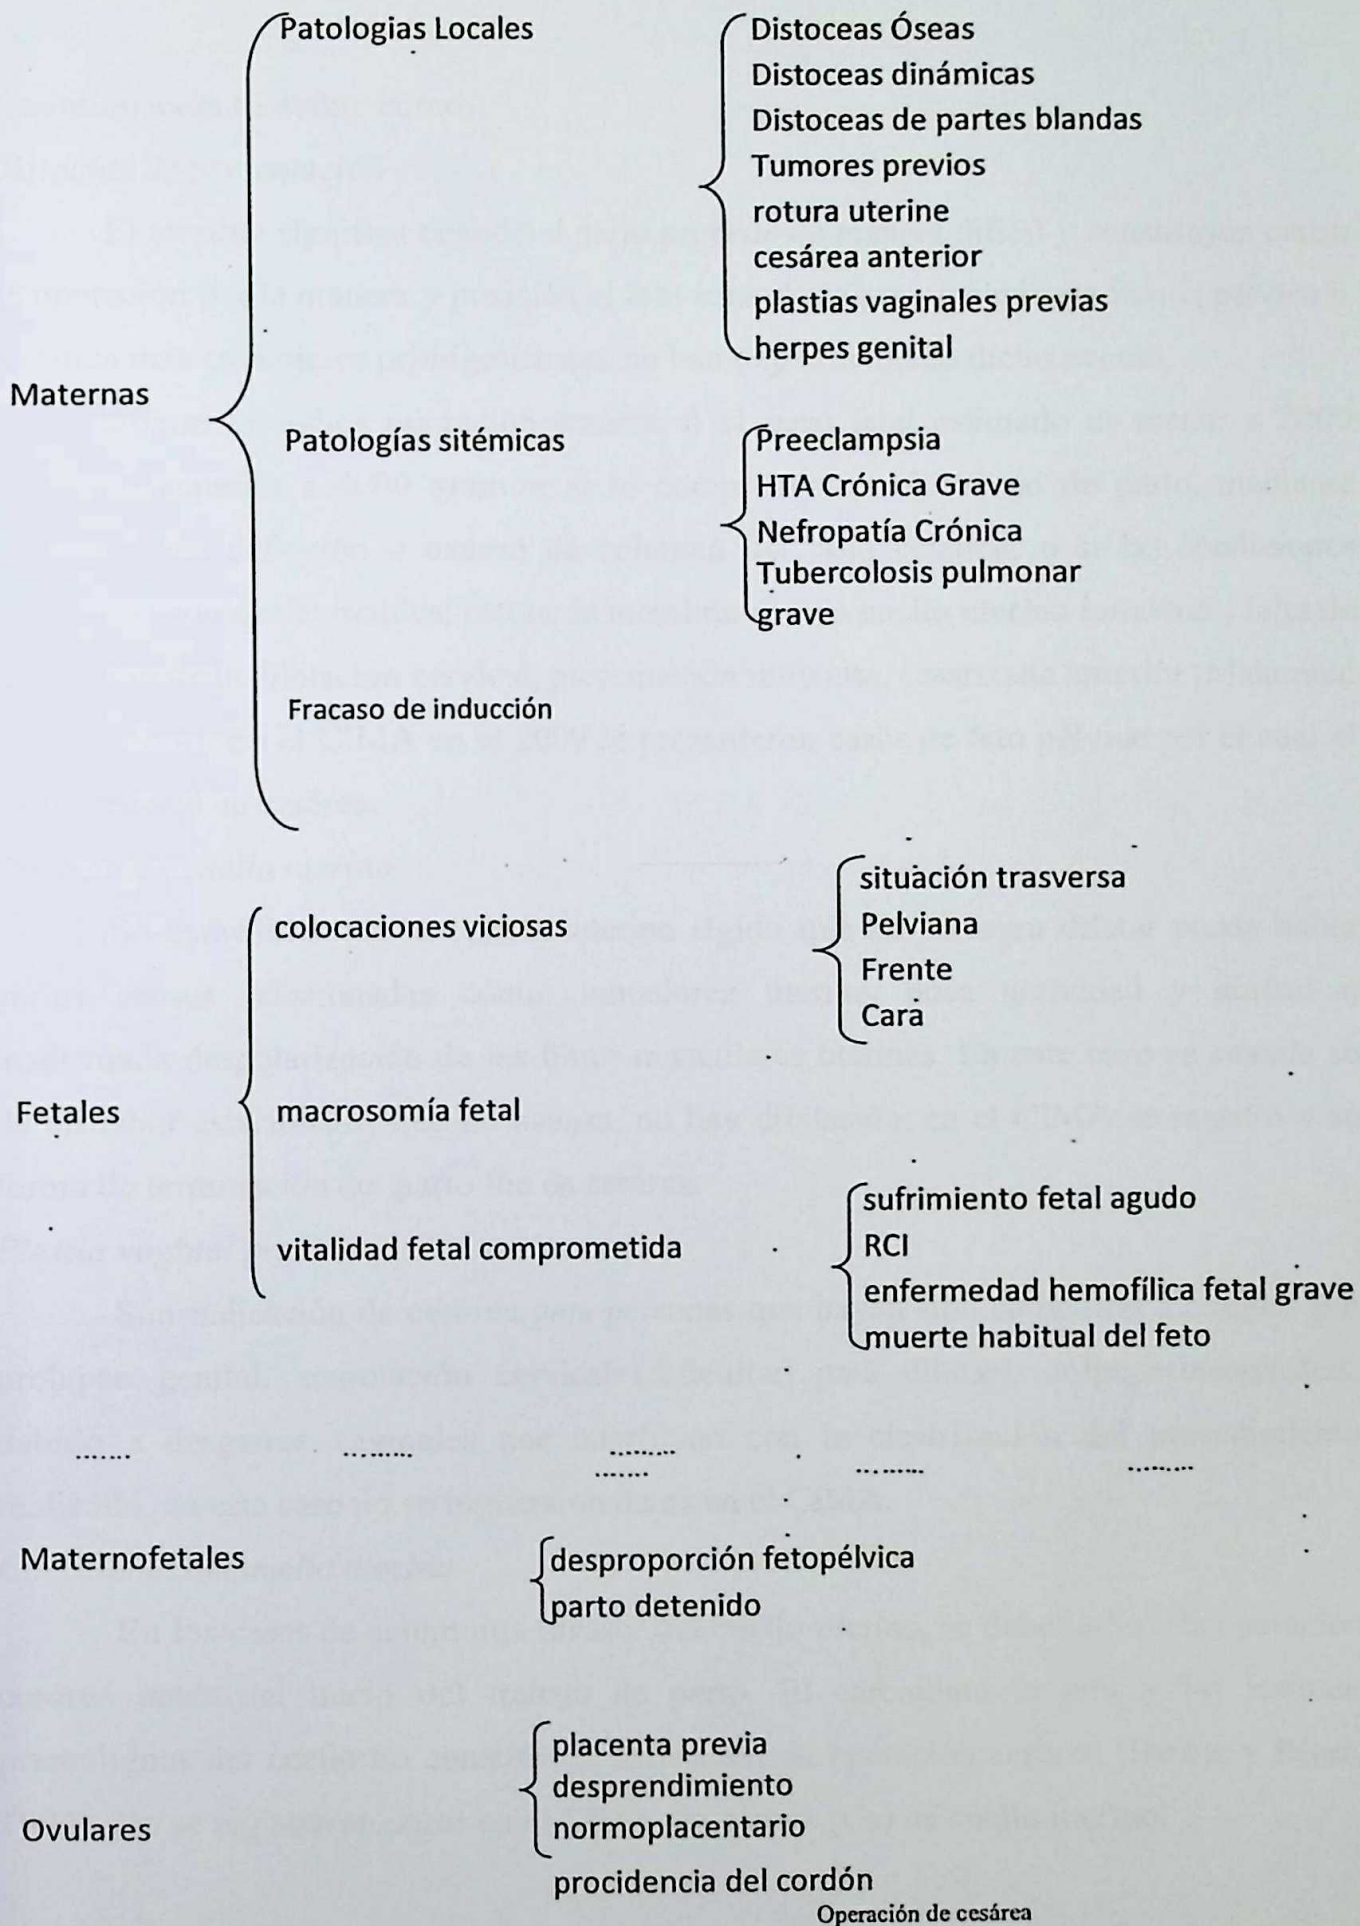 Patologias Locales
Distoceas Óseas
Distoceas dinámicas
Distoceas de partes blandas
Tumores previos
rotura uterine
cesárea anterior
plastías vaginales previas
herpes genital
Maternas
Patologías sitémicas
Preeclampsia
HTA Crónica Grave
Nefropatía Crónica
Tubercolosis pulmonar
grave
Fracaso de inducción
situación trasversa
colocaciones viciosas
Pelviana
Frente
Cara
Fetales
macrosomía fetal
sufrimiento fetal agudo
vitalidad fetal comprometida
RCI
enfermedad hemofílica fetal grave
muerte habitual del feto
Maternofetales
desproporción fetopélvica
parto detenido
placenta previa
desprendimiento
normoplacentario
Ovulares
procidencia del cordón
Operación de cesárea